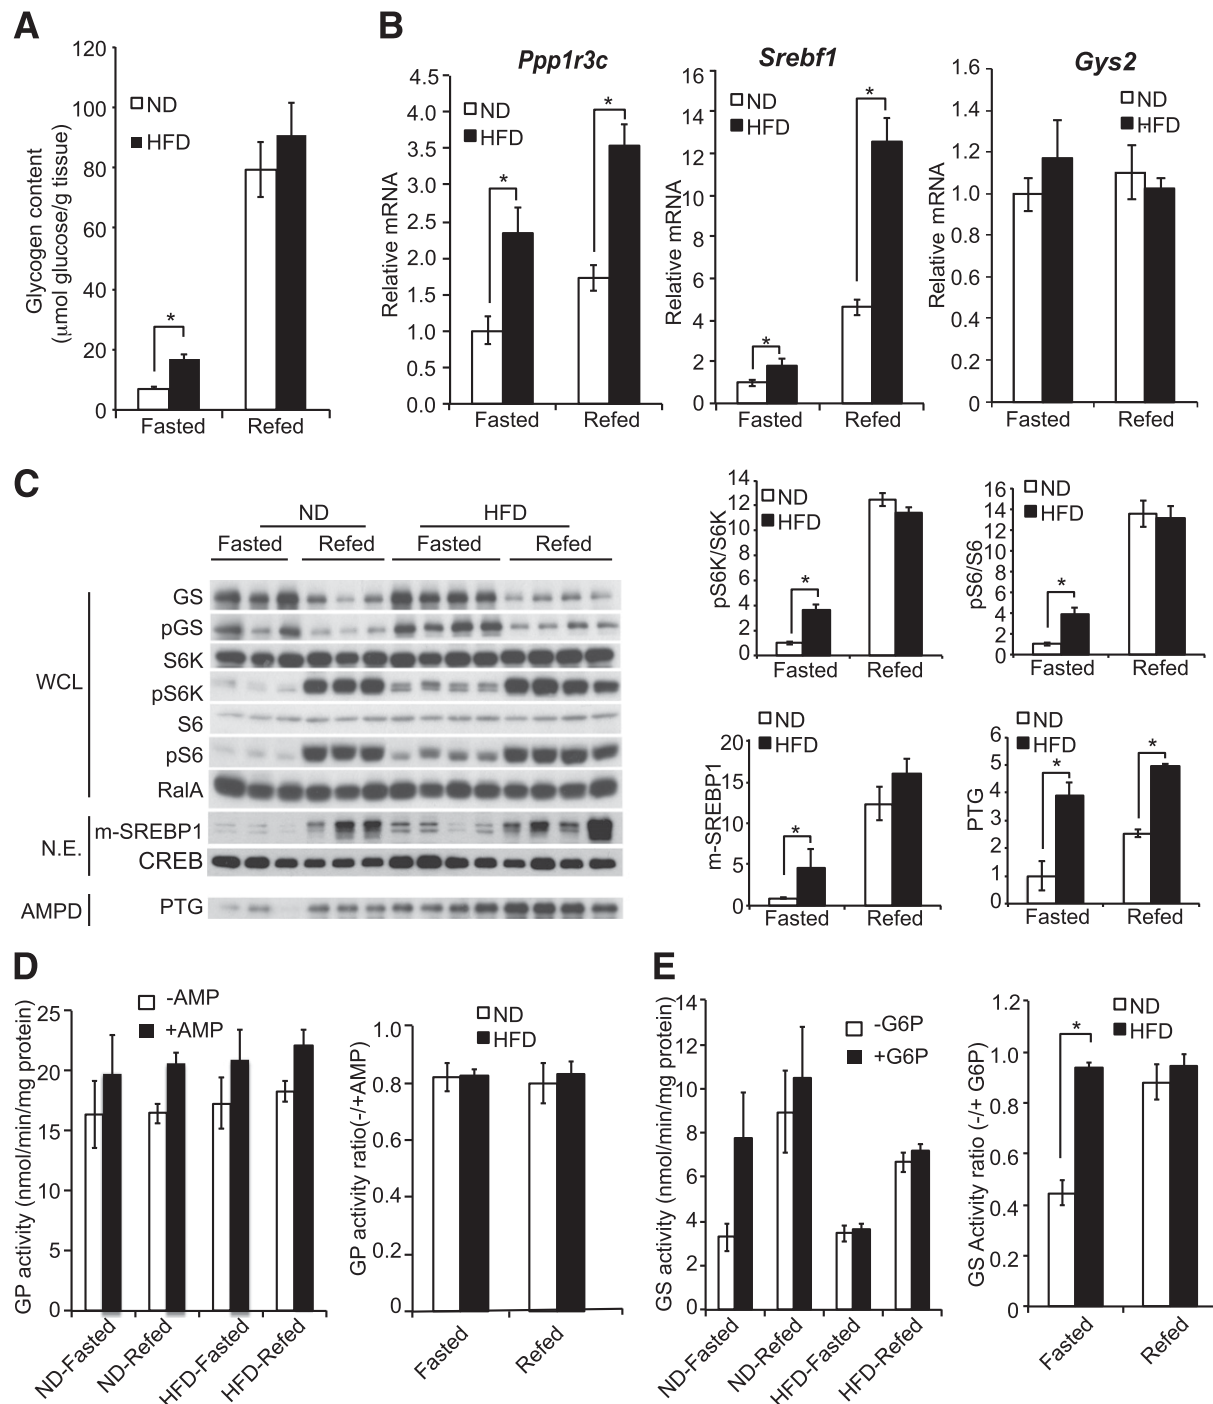 A
120
100
80
60
40
20
0
Glycogen content
(µmol glucose/g tissue)
ND
HFD
*
Fasted
Refed
B
Ppp1r3c
4.5
4.0
3.5
3.0
2.5
2.0
1.5
1.0
0.5
0.0
Relative mRNA
ND
HFD
*
*
Fasted
Refed
Srebf1
16
14
12
10
8
6
4
2
0
Relative mRNA
ND
HFD
*
*
Fasted
Refed
Gys2
1.6
1.4
1.2
1.0
0.8
0.6
0.4
0.2
0
Relative mRNA
ND
HFD
Fasted
Refed
C
ND
HFD
Fasted
Refed
Fasted
Refed
WCL
GS
pGS
S6K
pS6K
S6
pS6
RalA
N.E.
m-SREBP1
CREB
AMPD
PTG
14
12
10
8
6
4
2
0
pS6K/S6K
ND
HFD
*
Fasted
Refed
16
14
12
10
8
6
4
2
0
pS6/S6
ND
HFD
*
Fasted
Refed
20
15
10
5
0
m-SREBP1
ND
HFD
*
Fasted
Refed
6
5
4
3
2
1
0
PTG
ND
HFD
*
*
Fasted
Refed
D
25
20
15
10
5
0
GP activity (nmol/min/mg protein)
-AMP
+AMP
ND-Fasted
ND-Refed
HFD-Fasted
HFD-Refed
1.0
0.8
0.6
0.4
0.2
0
GP activity ratio(-/+AMP)
ND
HFD
Fasted
Refed
E
14
12
10
8
6
4
2
0
GS activity (nmol/min/mg protein)
-G6P
+G6P
ND-Fasted
ND-Refed
HFD-Fasted
HFD-Refed
1.2
1.0
0.8
0.6
0.4
0.2
0
GS Activity ratio (-/+ G6P)
ND
HFD
*
Fasted
Refed